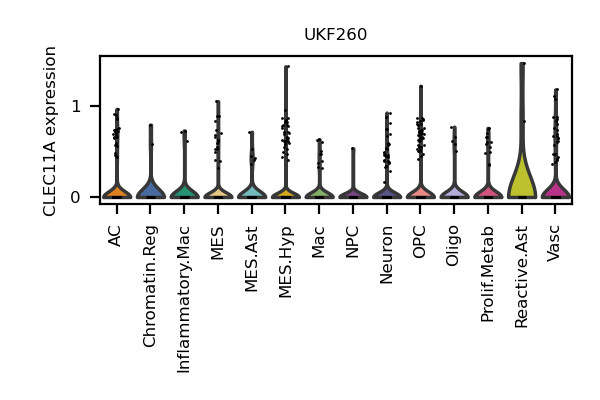 UKF260
CLEC11A expression
1
0
AC
Chromatin.Reg
Inflammatory.Mac
MES
MES.Ast
MES.Hyp
Mac
NPC
Neuron
OPC
Oligo
Prolif.Metab
Reactive.Ast
Vasc